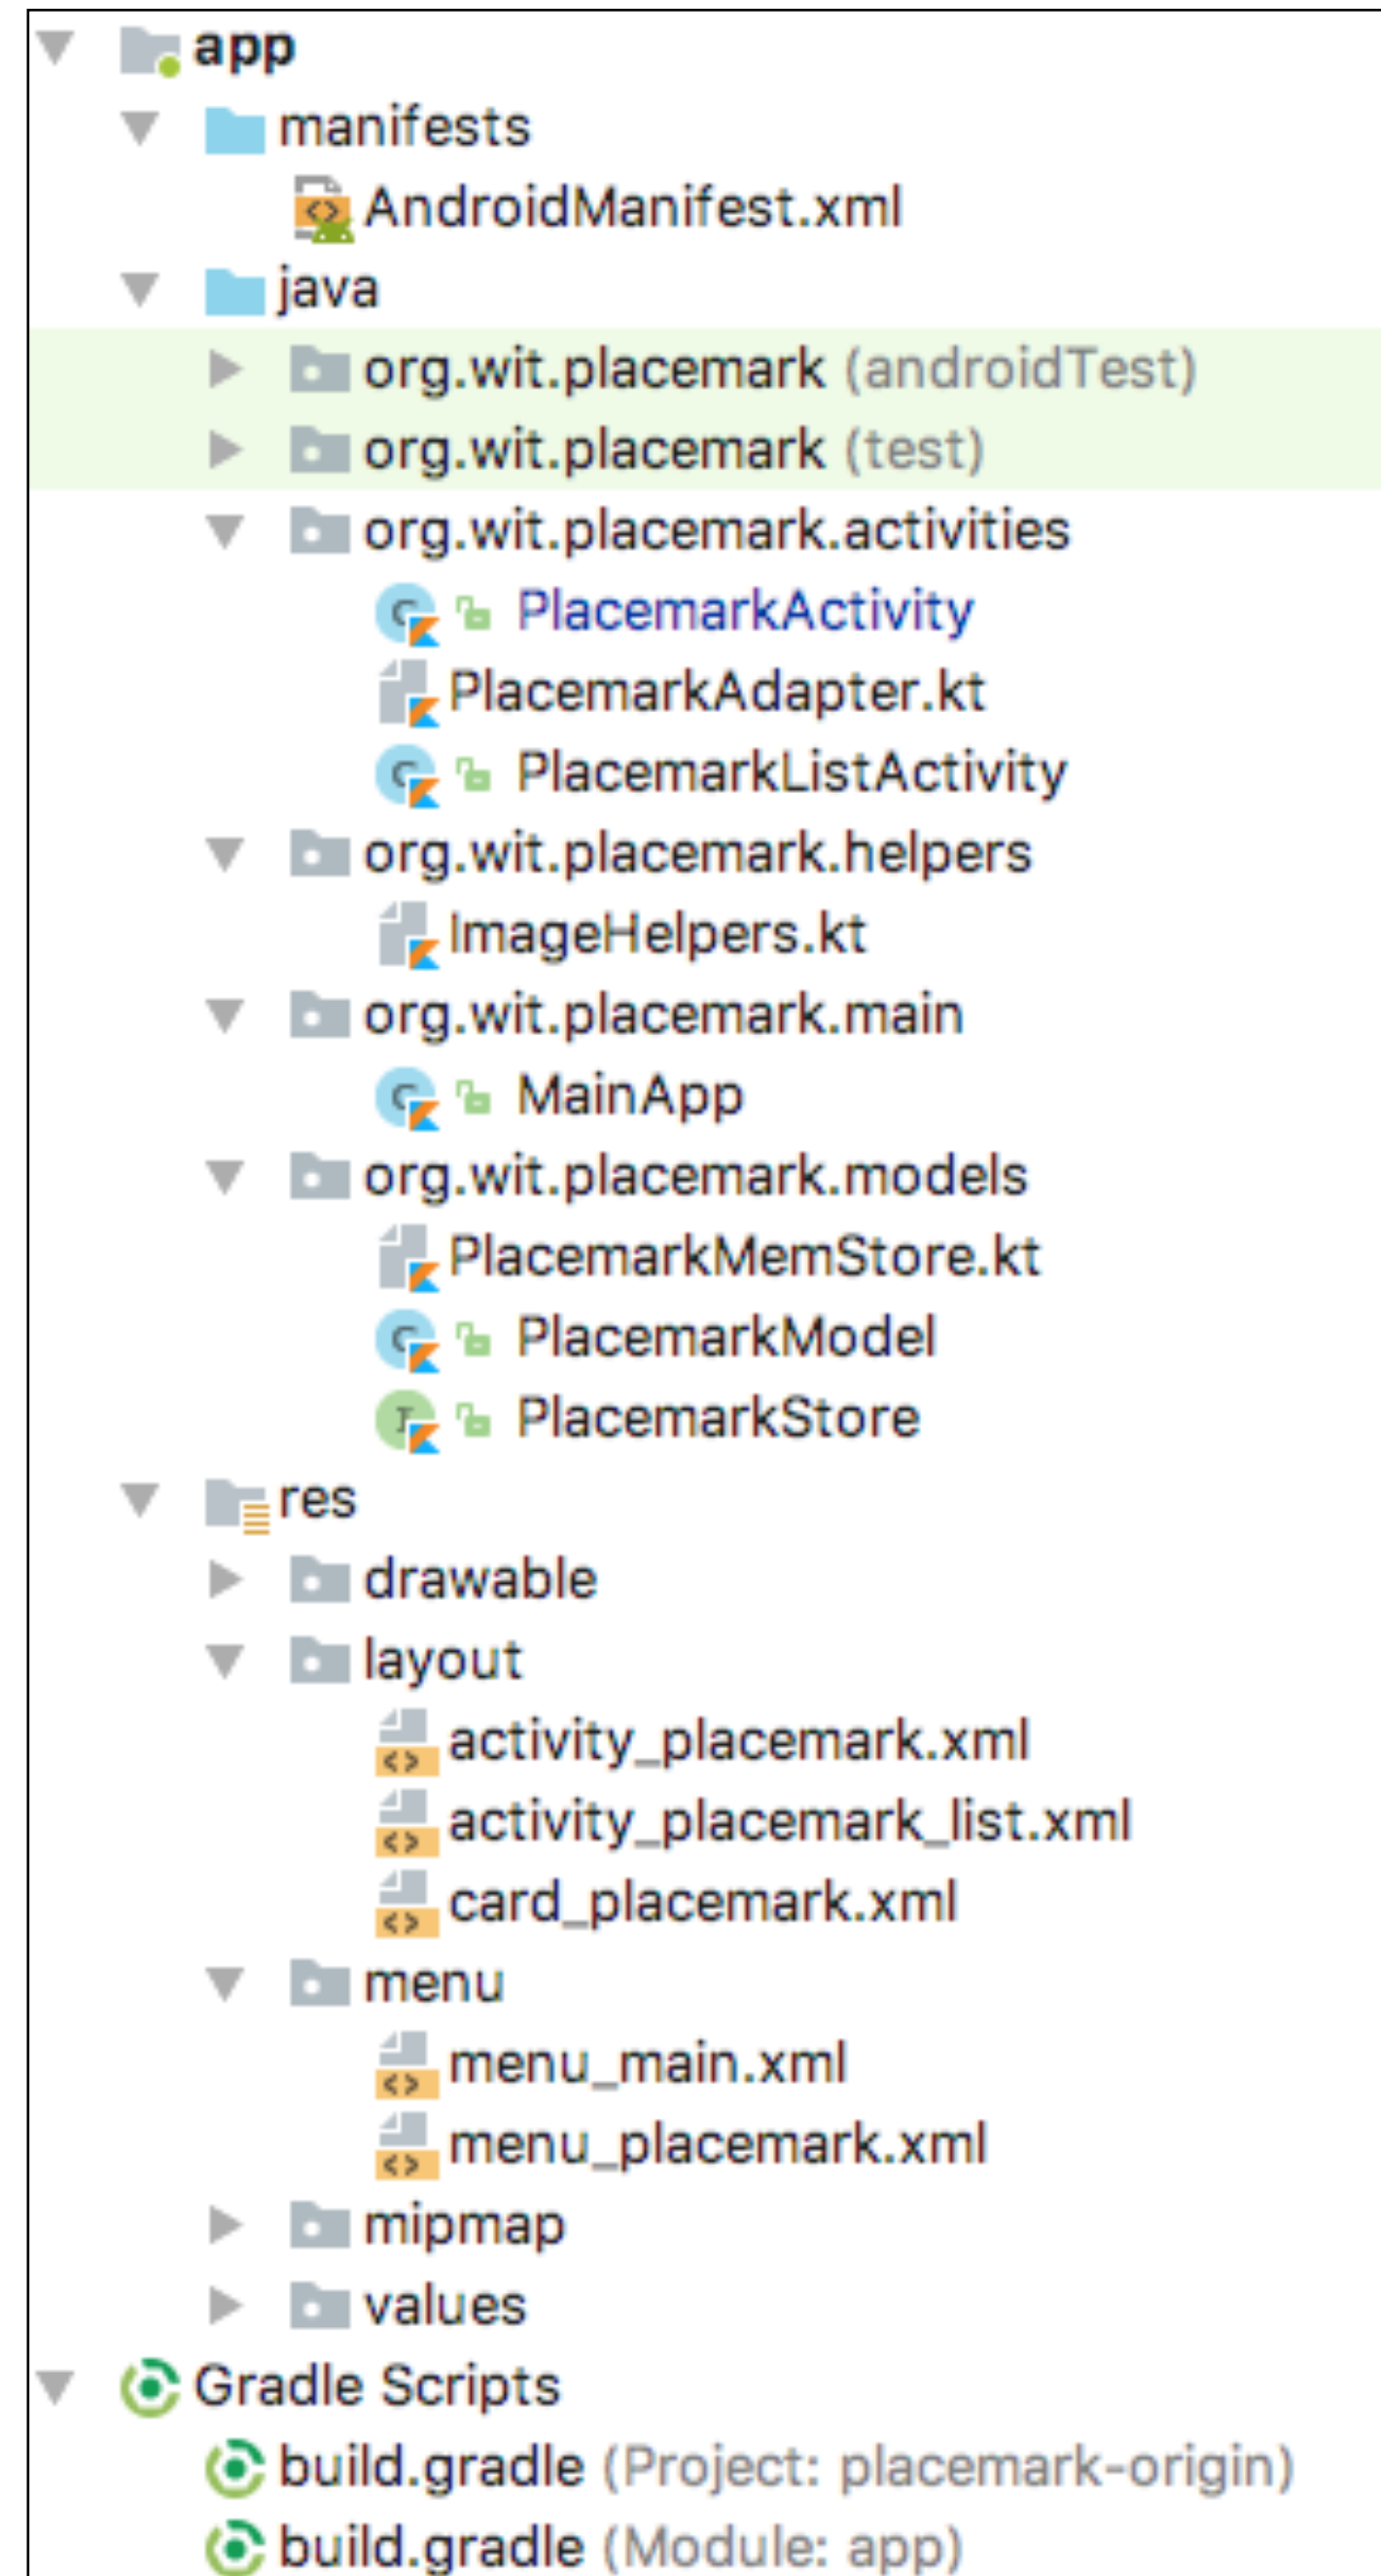 app
manifests
AndroidManifest.xml
java
org.wit.placemark (androidTest)
org.wit.placemark (test)
org.wit.placemark.activities
PlacemarkActivity
PlacemarkAdapter.kt
PlacemarkListActivity
org.wit.placemark.helpers
ImageHelpers.kt
org.wit.placemark.main
MainApp
org.wit.placemark.models
PlacemarkMemStore.kt
PlacemarkModel
PlacemarkStore
res
drawable
layout
activity_placemark.xml
activity_placemark_list.xml
card_placemark.xml
menu
menu_main.xml
menu_placemark.xml
mipmap
values
Gradle Scripts
build.gradle (Project: placemark-origin)
build.gradle (Module: app)